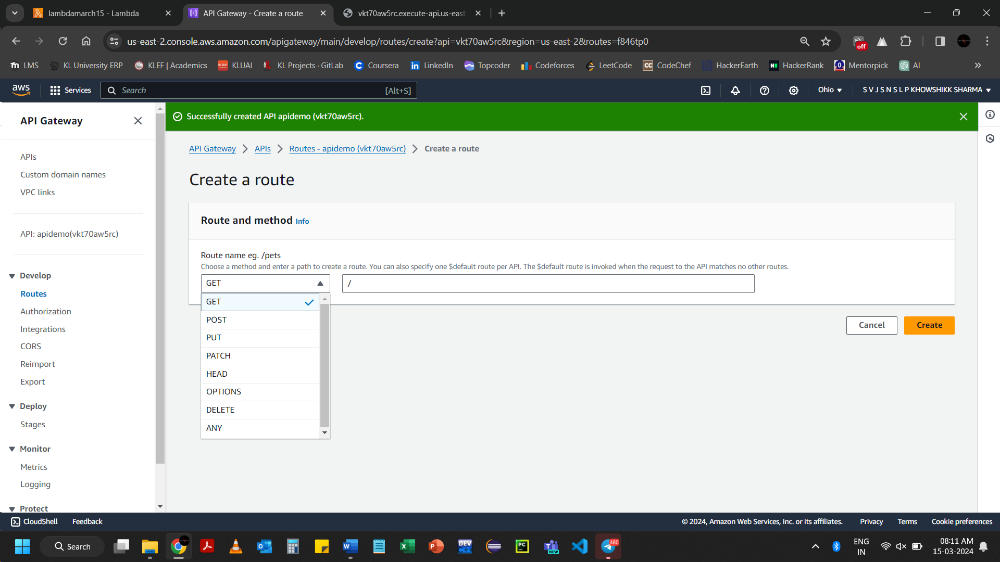 lambdamarch15 - Lambda
API Gateway - Create a route
vkt70aw5rc.execute-api.us-east
us-east-2.console.aws.amazon.com/apigateway/main/develop/routes/create?api=vkt70aw5rc&region=us-east-2&routes=f846tp0
off
LMS
KL University ERP
KLEF | Academics
KLUAI
KL Projects · GitLab
Coursera
LinkedIn
Topcoder
Codeforces
LeetCode
CodeChef
HackerEarth
HackerRank
Mentorpick
AI
aws
Services
Search
[Alt+S]
Ohio
S V J S N S L P KHOWSHIKK SHARMA
API Gateway
APIs
Custom domain names
VPC links
API: apidemo(vkt70aw5rc)
Develop
Routes
Authorization
Integrations
CORS
Reimport
Export
Deploy
Stages
Monitor
Metrics
Logging
Protect
Successfully created API apidemo (vkt70aw5rc).
API Gateway > APIs > Routes - apidemo (vkt70aw5rc) > Create a route
Create a route
Route and method Info
Route name eg. /pets
Choose a method and enter a path to create a route. You can also specify one $default route per API. The $default route is invoked when the request to the API matches no other routes.
GET
/
GET
POST
PUT
PATCH
HEAD
OPTIONS
DELETE
ANY
Cancel
Create
CloudShell
Feedback
© 2024, Amazon Web Services, Inc. or its affiliates.
Privacy
Terms
Cookie preferences
Search
DEV
PC
NEW
480
ENG
IN
08:11 AM
15-03-2024